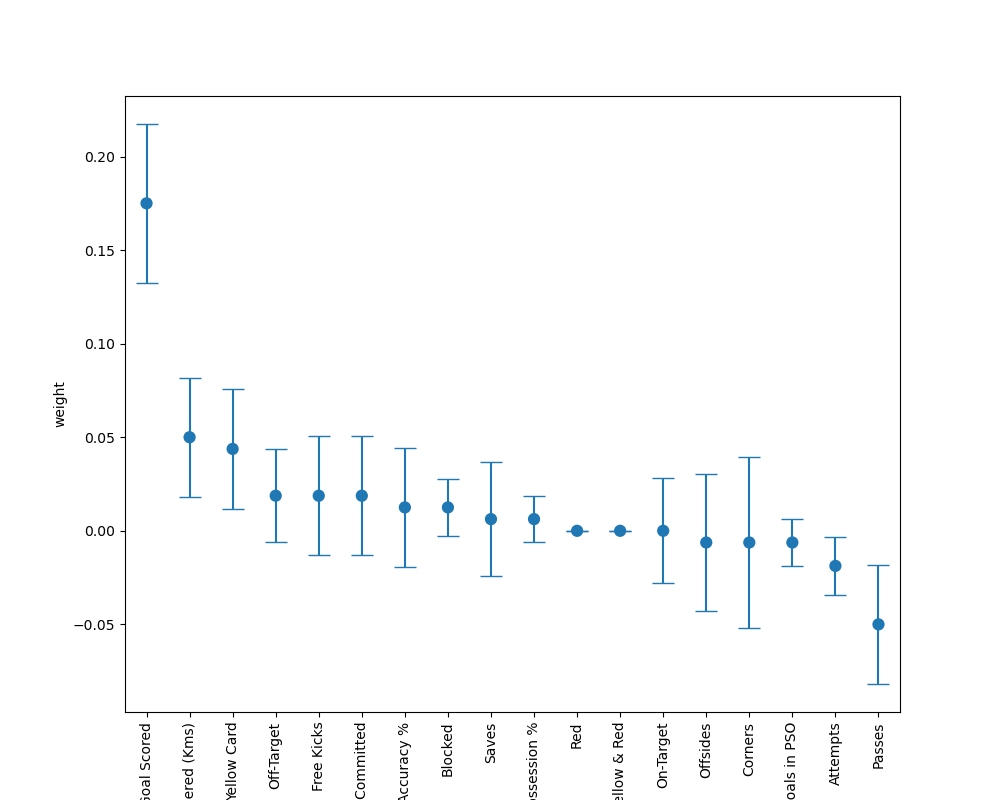 0.20
0.15
0.10
0.05
0.00
−0.05
weight
Goal Scored
ered (Kms)
Yellow Card
Off-Target
Free Kicks
Committed
Accuracy %
Blocked
Saves
ossession %
Red
ellow & Red
On-Target
Offsides
Corners
oals in PSO
Attempts
Passes